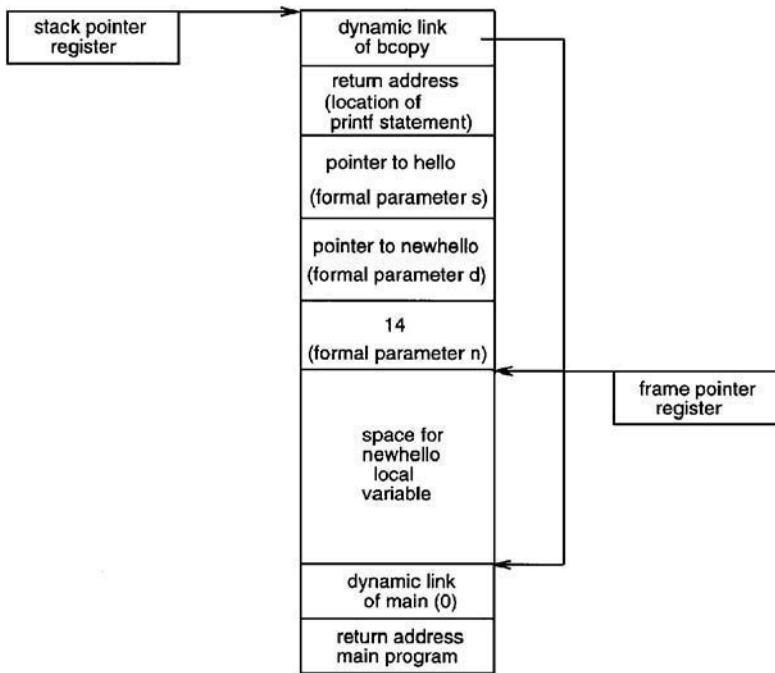 stack pointer
register
dynamic link
of bcopy
return address
(location of
printf statement)
pointer to hello
(formal parameter s)
pointer to newhello
(formal parameter d)
14
(formal parameter n)
frame pointer
register
space for
newhello
local
variable
dynamic link
of main (0)
return address
main program